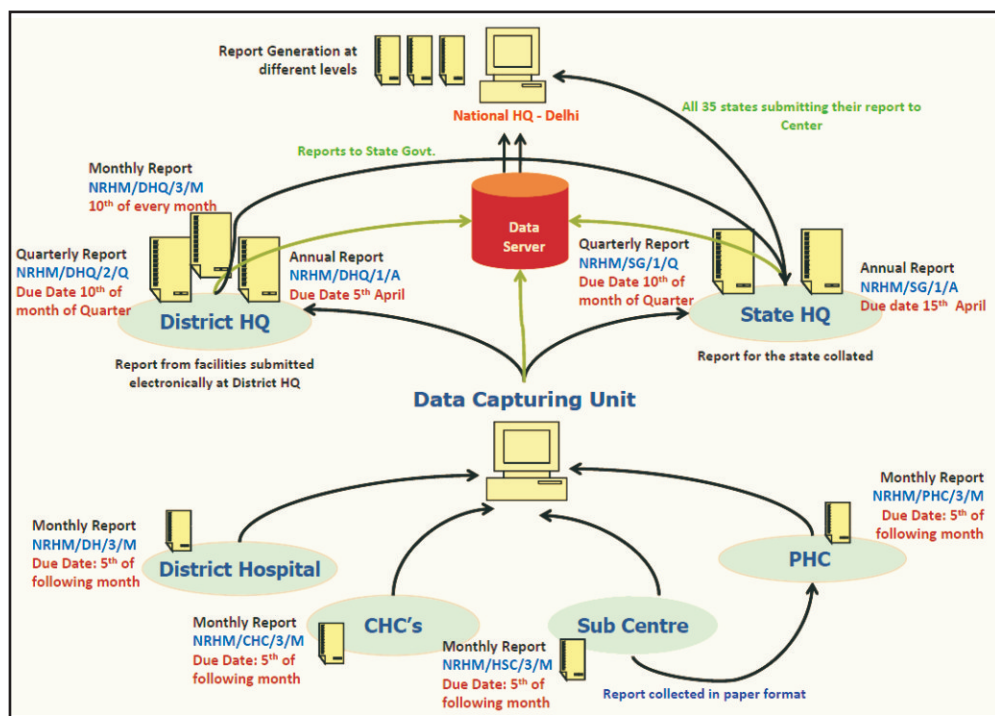 Report Generation at
different levels
National HQ - Delhi
All 35 states submitting their report to
Center
Reports to State Govt.
Monthly Report
NRHM/DHQ/3/M
10th of every month
Quarterly Report
NRHM/DHQ/2/Q
Due Date 10th of
month of Quarter
Annual Report
NRHM/DHQ/1/A
Due Date 5th April
District HQ
Report from facilities submitted
electronically at District HQ
Data
Server
Quarterly Report
NRHM/SG/1/Q
Due Date 10th of
month of Quarter
Annual Report
NRHM/SG/1/A
Due date 15th April
State HQ
Report for the state collated
Data Capturing Unit
Monthly Report
NRHM/DH/3/M
Due Date: 5th of
following month
District Hospital
Monthly Report
NRHM/CHC/3/M
Due Date: 5th of
following month
CHC's
Monthly Report
NRHM/HSC/3/M
Due Date: 5th of
following month
Sub Centre
Monthly Report
NRHM/PHC/3/M
Due Date: 5th of
following month
PHC
Report collected in paper format